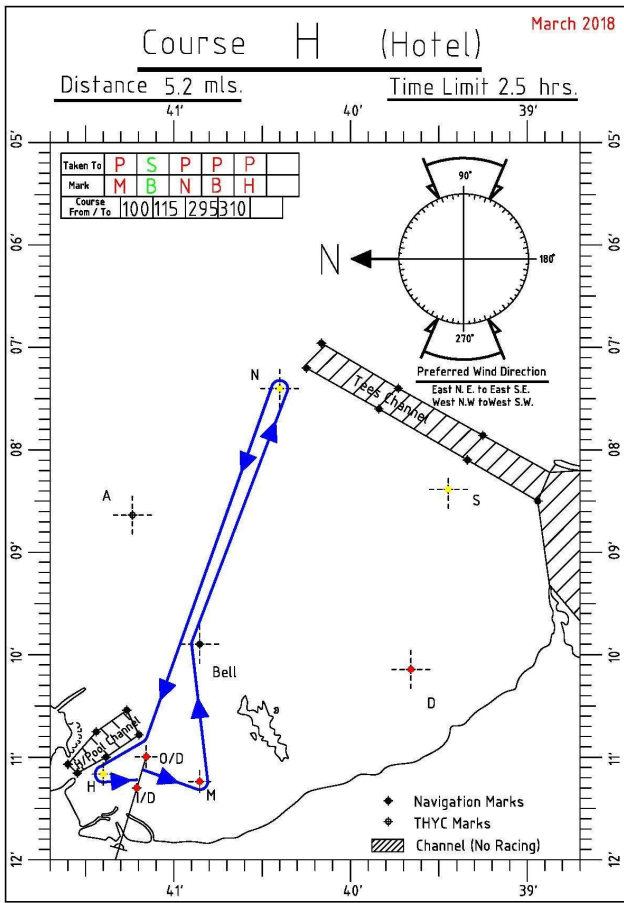 March 2018
Course H (Hotel)
Distance 5.2 mls.
Time Limit 2.5 hrs.
41' 40' 39'
05' 05'
Taken To P S P P P
Mark M B N B H
Course From / To 100 115 295 310
90°
N
180°
270°
06' 06'
07' 07'
Preferred Wind Direction
East N. E. to East S.E.
West N.W toWest S.W.
Tees Channel
N
08' 08'
S
A
09' 09'
10' 10'
Bell
D
H/Pool Channel
O/D
11' 11'
H
I/D
M
Navigation Marks
THYC Marks
Channel (No Racing)
12' 12'
41' 40' 39'